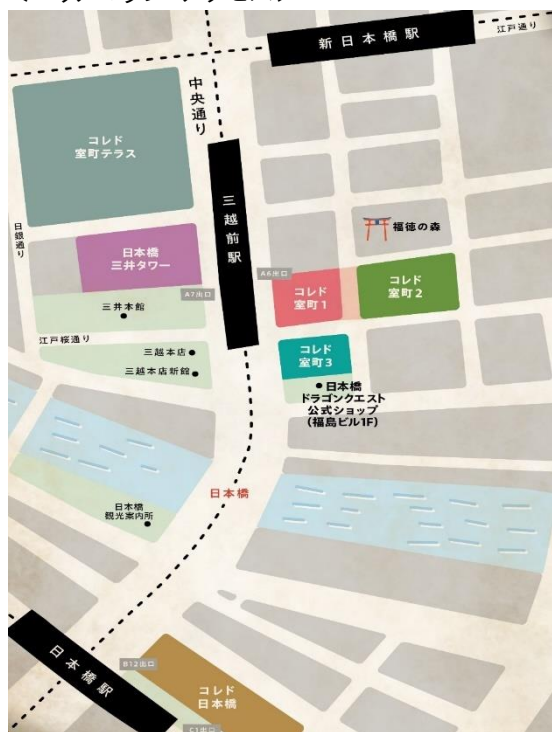 新日本橋駅
江戸通り
中央通り
コレド
室町テラス
三越前駅
日銀通り
福徳の森
日本橋
三井タワー
A6出口
コレド
室町1
コレド
室町2
A7出口
三井本館
江戸桜通り
三越本店
三越本店新館
コレド
室町3
日本橋
ドラゴンクエスト
公式ショップ
(福島ビル1F)
日本橋
日本橋
観光案内所
日本橋駅
B12出口
コレド
日本橋
C1出口